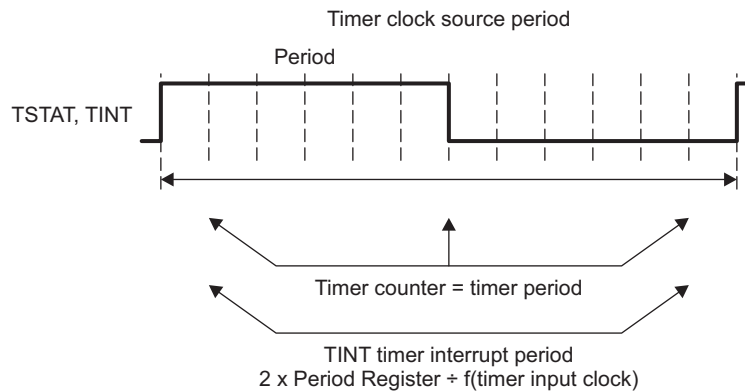 Timer clock source period
Period
TSTAT, TINT
Timer counter = timer period
TINT timer interrupt period
2 x Period Register ÷ f(timer input clock)